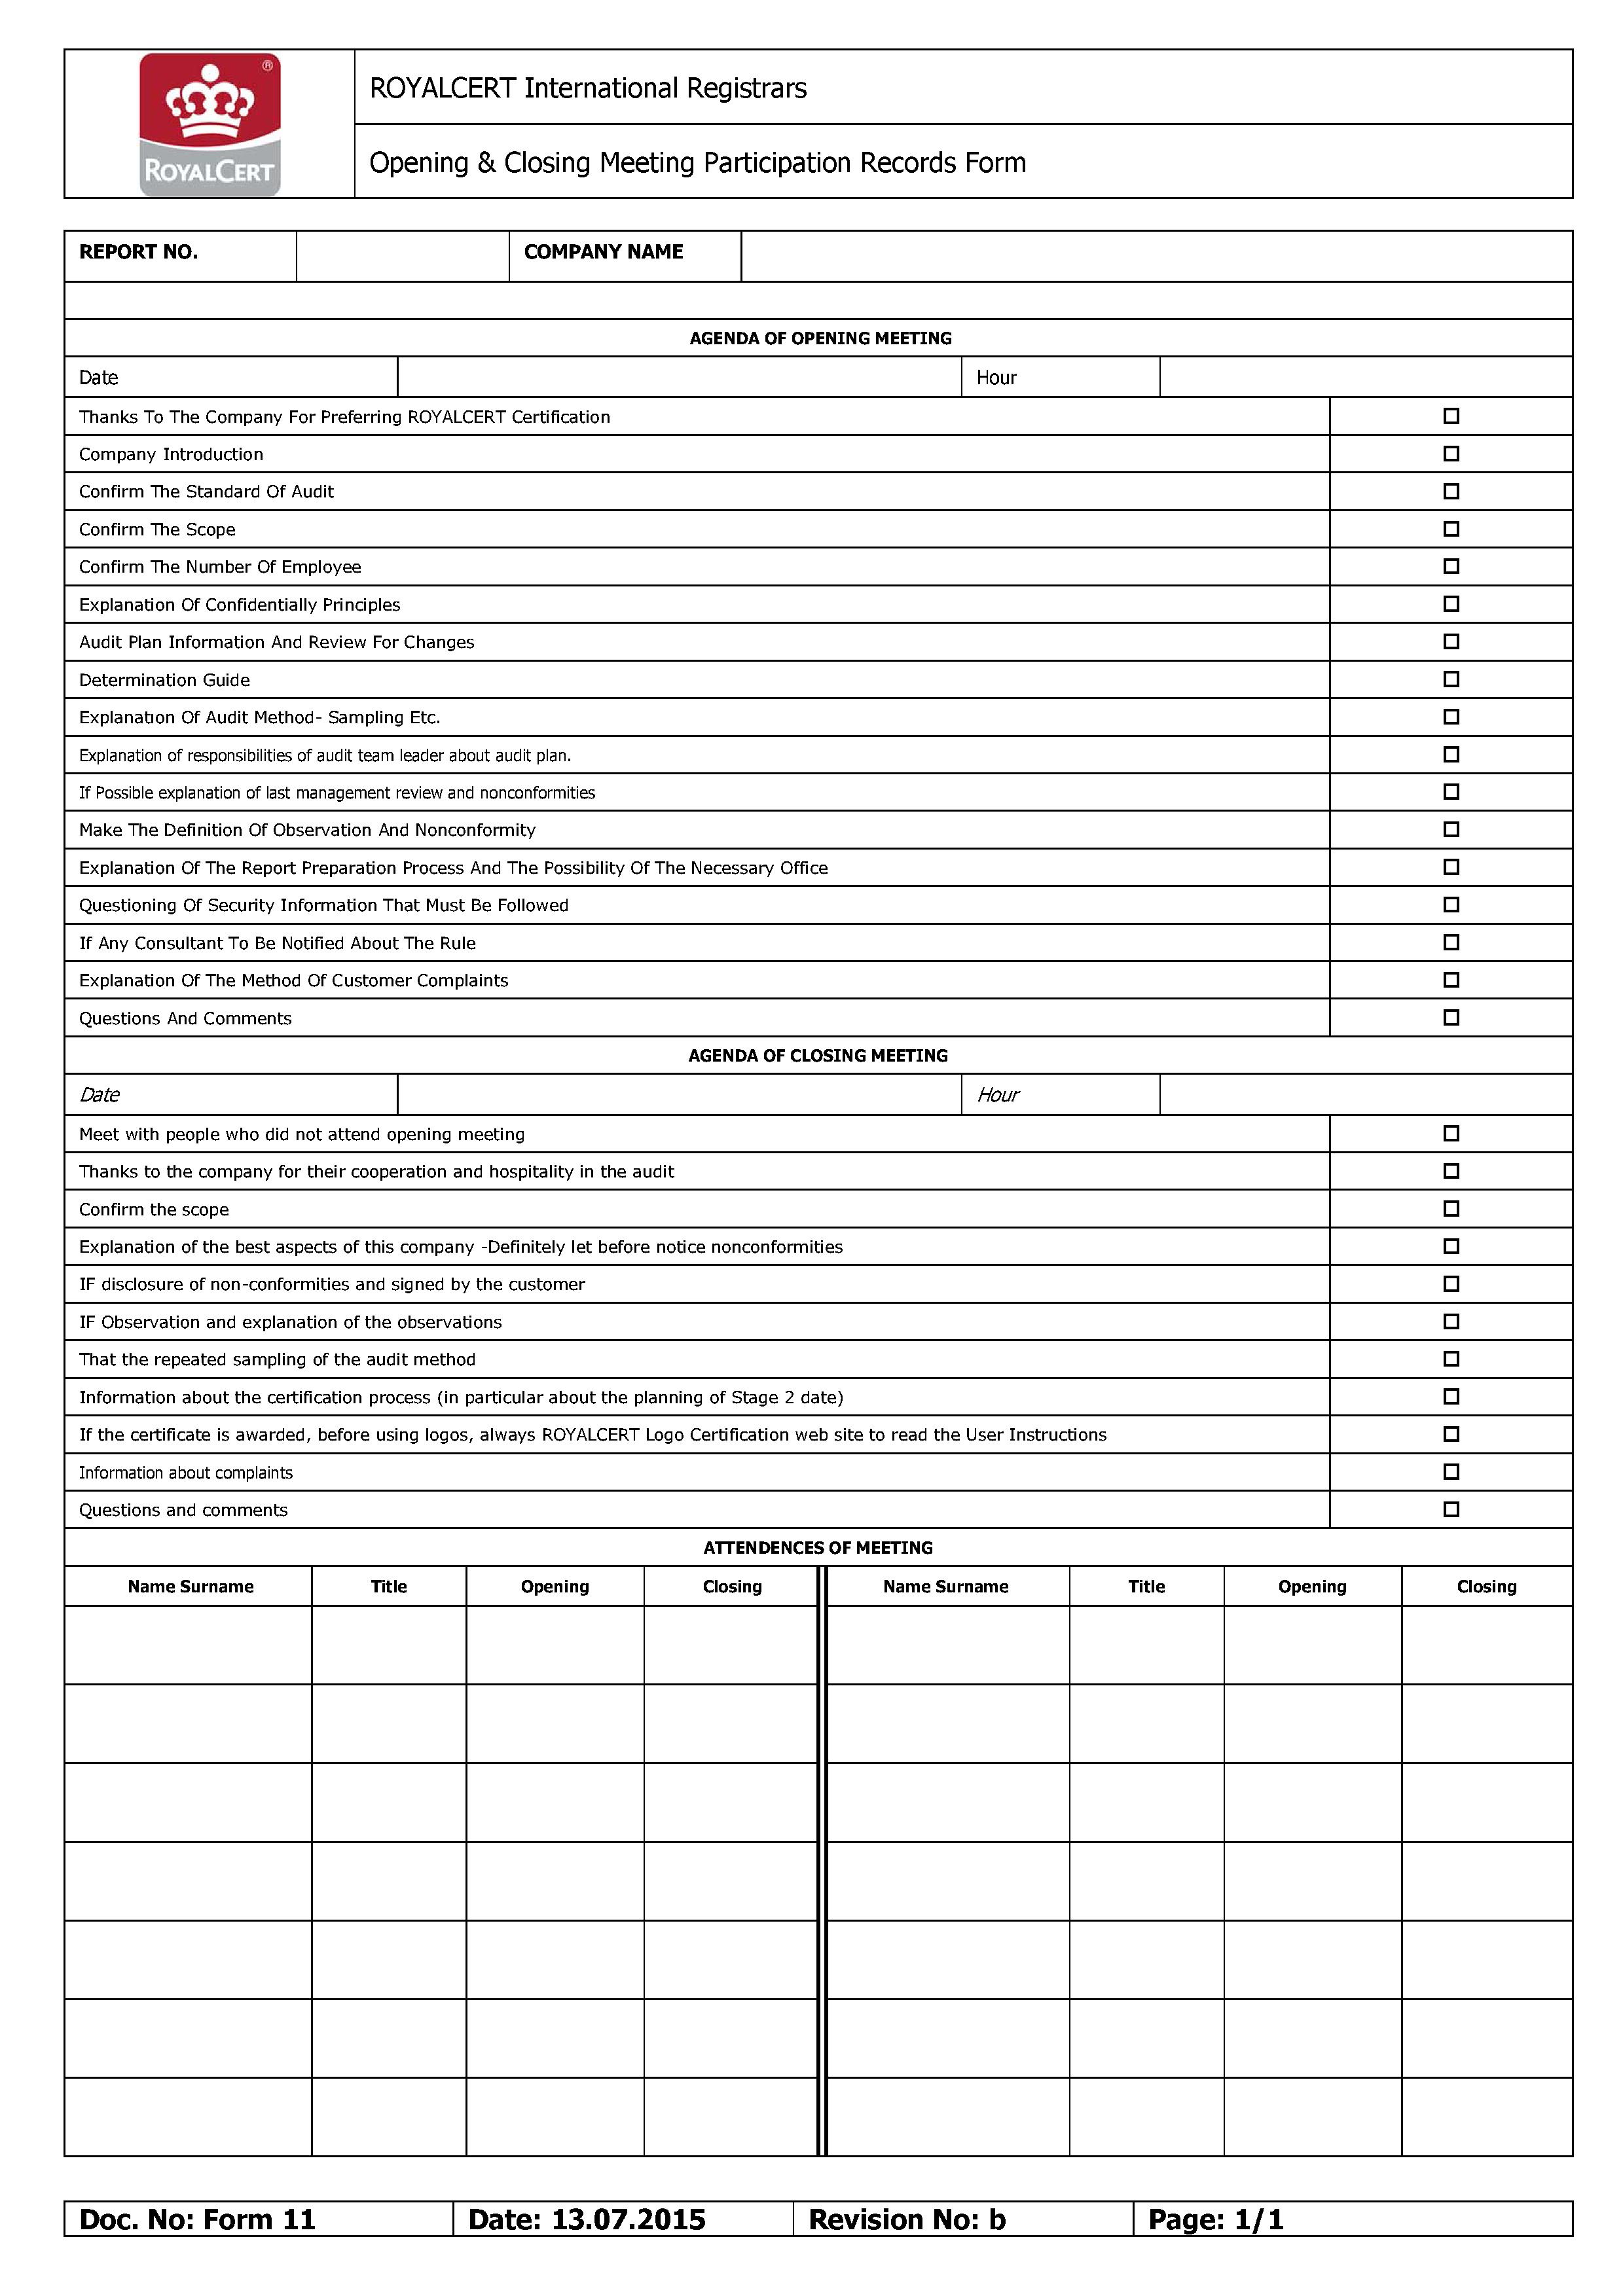 ®
ROYALCERT
ROYALCERT International Registrars
Opening & Closing Meeting Participation Records Form
REPORT NO. COMPANY NAME
AGENDA OF OPENING MEETING
Date Hour
Thanks To The Company For Preferring ROYALCERT Certification
Company Introduction
Confirm The Standard Of Audit
Confirm The Scope
Confirm The Number Of Employee
Explanation Of Confidentially Principles
Audit Plan Information And Review For Changes
Determination Guide
Explanatıon Of Audit Method- Sampling Etc.
Explanation of responsibilities of audit team leader about audit plan.
If Possible explanation of last management review and nonconformities
Make The Definition Of Observation And Nonconformity
Explanation Of The Report Preparation Process And The Possibility Of The Necessary Office
Questioning Of Security Information That Must Be Followed
If Any Consultant To Be Notified About The Rule
Explanation Of The Method Of Customer Complaints
Questions And Comments
AGENDA OF CLOSING MEETING
Date Hour
Meet with people who did not attend opening meeting
Thanks to the company for their cooperation and hospitality in the audit
Confirm the scope
Explanation of the best aspects of this company -Definitely let before notice nonconformities
IF disclosure of non-conformities and signed by the customer
IF Observation and explanation of the observations
That the repeated sampling of the audit method
Information about the certification process (in particular about the planning of Stage 2 date)
If the certificate is awarded, before using logos, always ROYALCERT Logo Certification web site to read the User Instructions
Information about complaints
Questions and comments
ATTENDENCES OF MEETING
Name Surname Title Opening Closing Name Surname Title Opening Closing
Doc. No: Form 11 Date: 13.07.2015 Revision No: b Page: 1/1